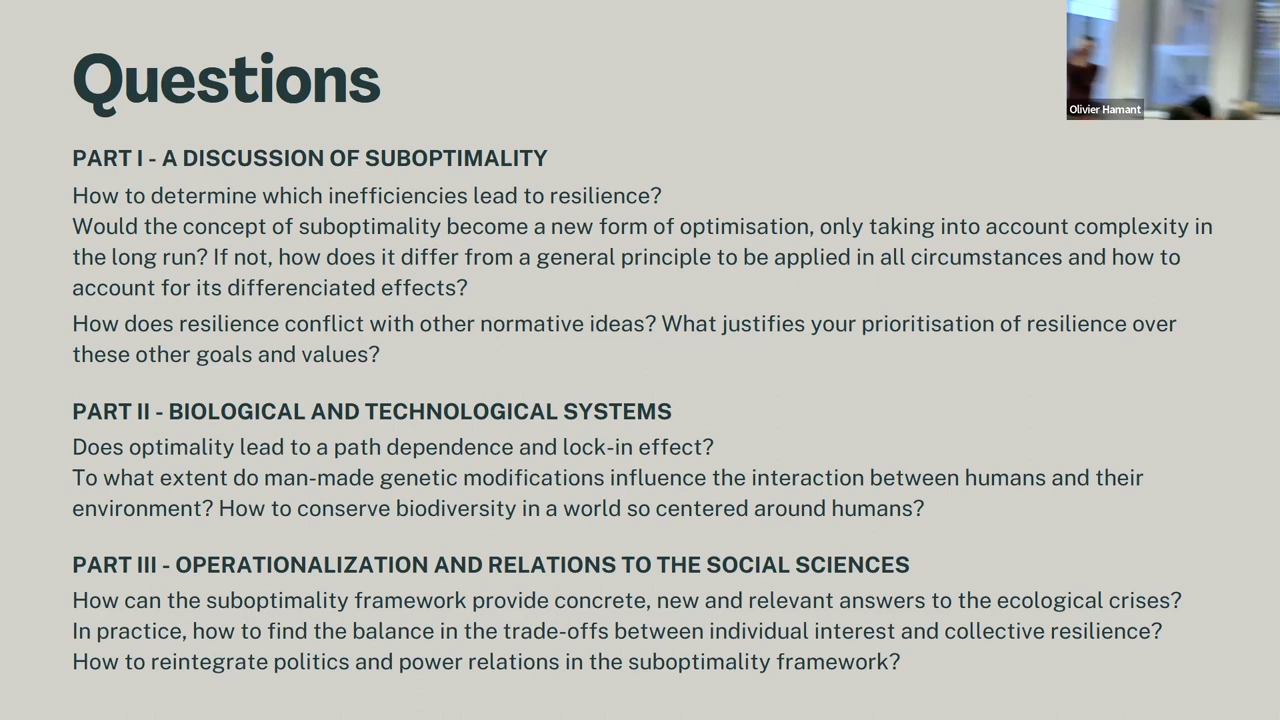 Questions
Olivier Hamant
PART I - A DISCUSSION OF SUBOPTIMALITY
How to determine which inefficiencies lead to resilience?
Would the concept of suboptimality become a new form of optimisation, only taking into account complexity in
the long run? If not, how does it differ from a general principle to be applied in all circumstances and how to
account for its differenciated effects?
How does resilience conflict with other normative ideas? What justifies your prioritisation of resilience over
these other goals and values?
PART II - BIOLOGICAL AND TECHNOLOGICAL SYSTEMS
Does optimality lead to a path dependence and lock-in effect?
To what extent do man-made genetic modifications influence the interaction between humans and their
environment? How to conserve biodiversity in a world so centered around humans?
PART III - OPERATIONALIZATION AND RELATIONS TO THE SOCIAL SCIENCES
How can the suboptimality framework provide concrete, new and relevant answers to the ecological crises?
In practice, how to find the balance in the trade-offs between individual interest and collective resilience?
How to reintegrate politics and power relations in the suboptimality framework?